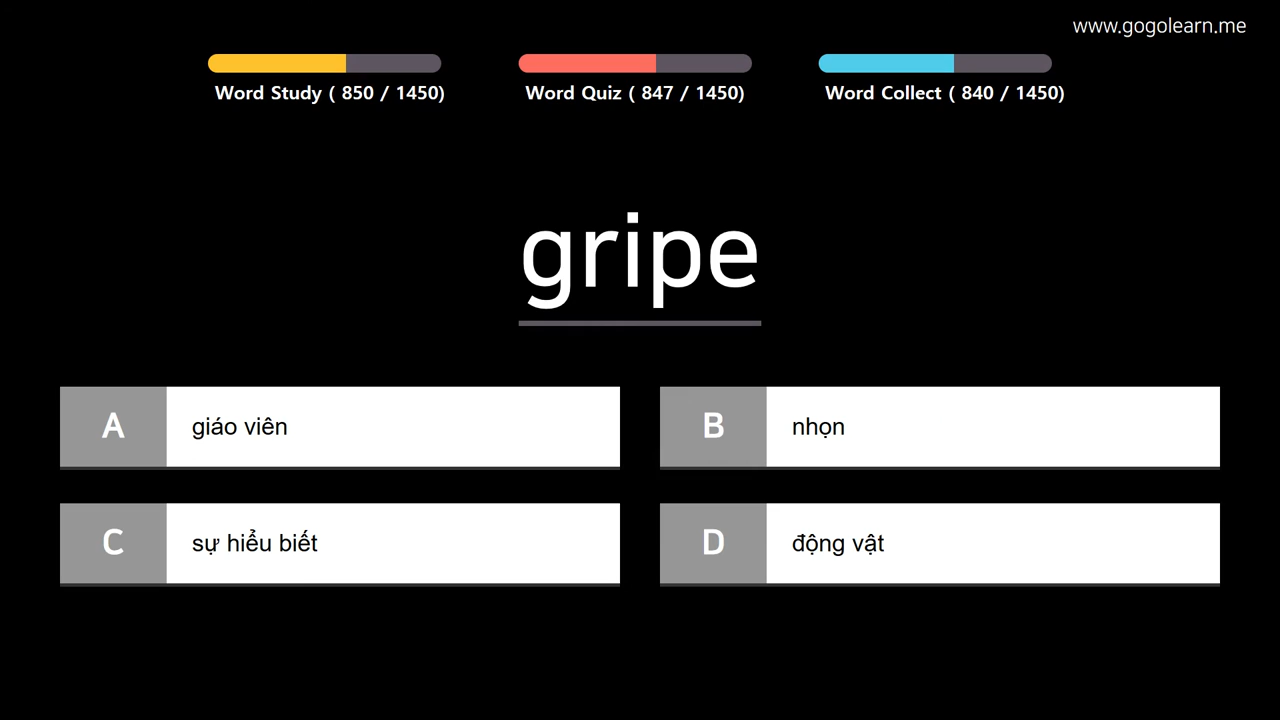 www.gogolearn.me
Word Study ( 850 / 1450)
Word Quiz ( 847 / 1450)
Word Collect ( 840 / 1450)
gripe
A giáo viên
B nhọn
C sự hiểu biết
D động vật